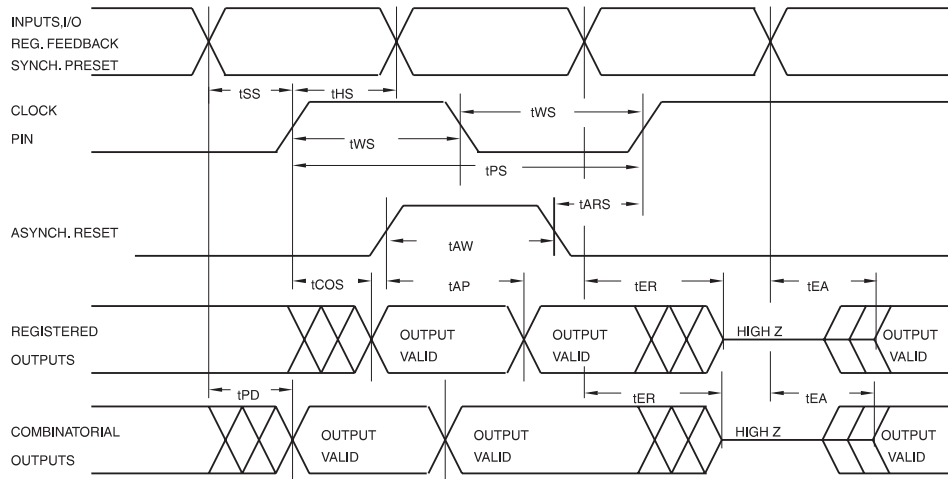 INPUTS,I/O
REG. FEEDBACK
SYNCH. PRESET
tSS
tHS
CLOCK
PIN
tWS
tWS
tPS
tARS
ASYNCH. RESET
tAW
tCOS
tAP
tER
tEA
REGISTERED
OUTPUTS
OUTPUT
VALID
OUTPUT
VALID
HIGH Z
OUTPUT
VALID
tPD
tER
tEA
COMBINATORIAL
OUTPUTS
OUTPUT
VALID
OUTPUT
VALID
HIGH Z
OUTPUT
VALID